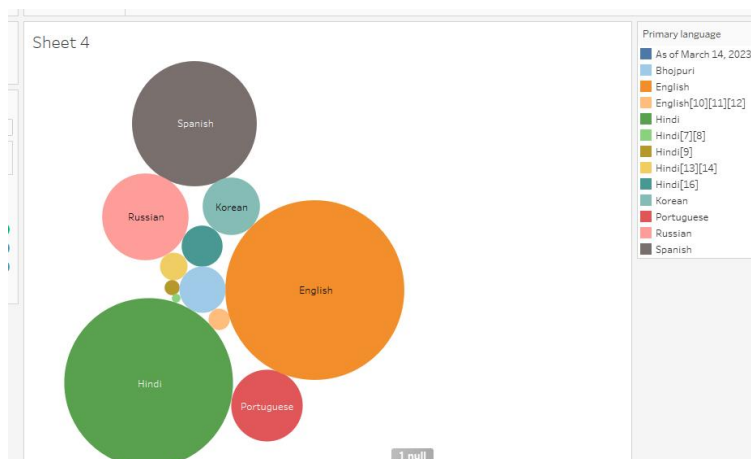 Sheet 4
Spanish
Russian
Korean
English
Hindi
Portuguese
1 null
Primary language
As of March 14, 2023
Bhojpuri
English
English[10][11][12]
Hindi
Hindi[7][8]
Hindi[9]
Hindi[13][14]
Hindi[16]
Korean
Portuguese
Russian
Spanish